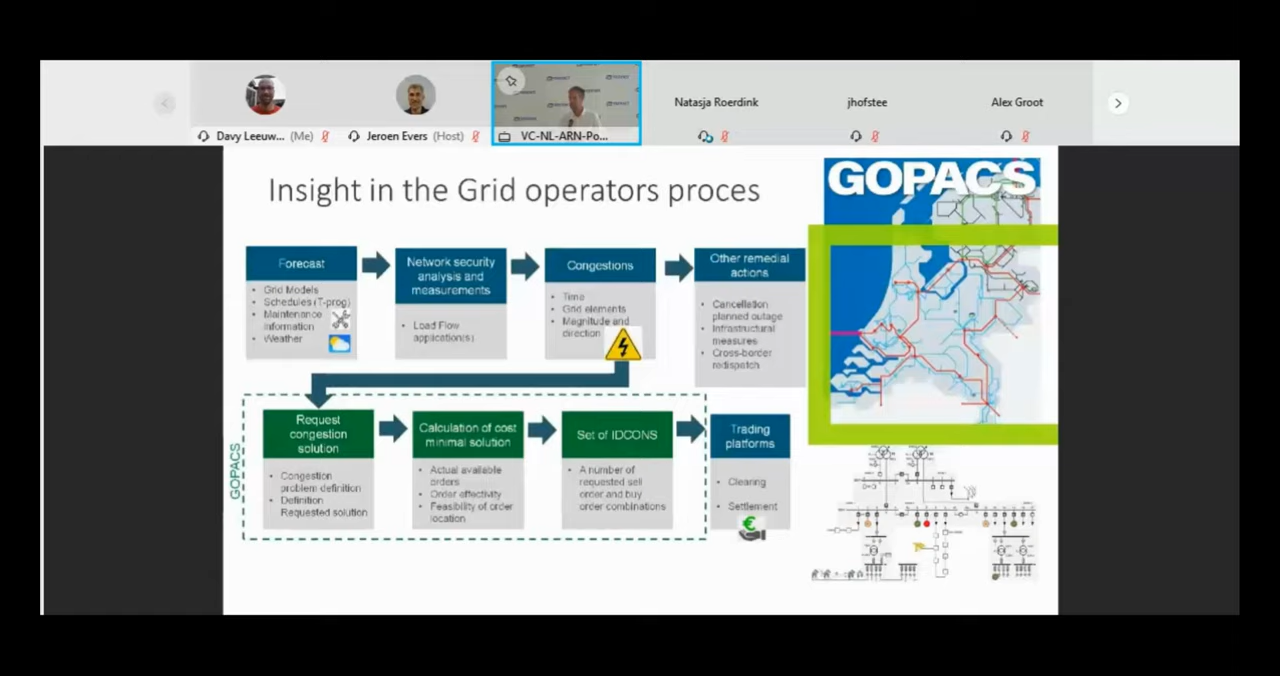 Natasja Roerdink
jhofstee
Alex Groot
Davy Leeuw... (Me)
Jeroen Evers (Host)
VC-NL-ARN-Po...
Insight in the Grid operators proces
GOPACS
Forecast
• Grid Models
• Schedules (T-prog)
• Maintenance
information
• Weather
Network security
analysis and
measurements
• Load Flow
application(s)
Congestions
• Time
• Grid elements
• Magnitude and
direction
Other remedial
actions
• Cancellation
planned outage
• Infrastructural
measures
• Cross-border
redispatch
GOPACS
Request
congestion
solution
• Congestion
problem definition
• Definition
Requested solution
Calculation of cost
minimal solution
• Actual available
orders
• Order effectivity
• Feasibility of order
location
Set of IDCONS
• A number of
requested sell
order and buy
order combinations
Trading
platforms
• Clearing
• Settlement
€